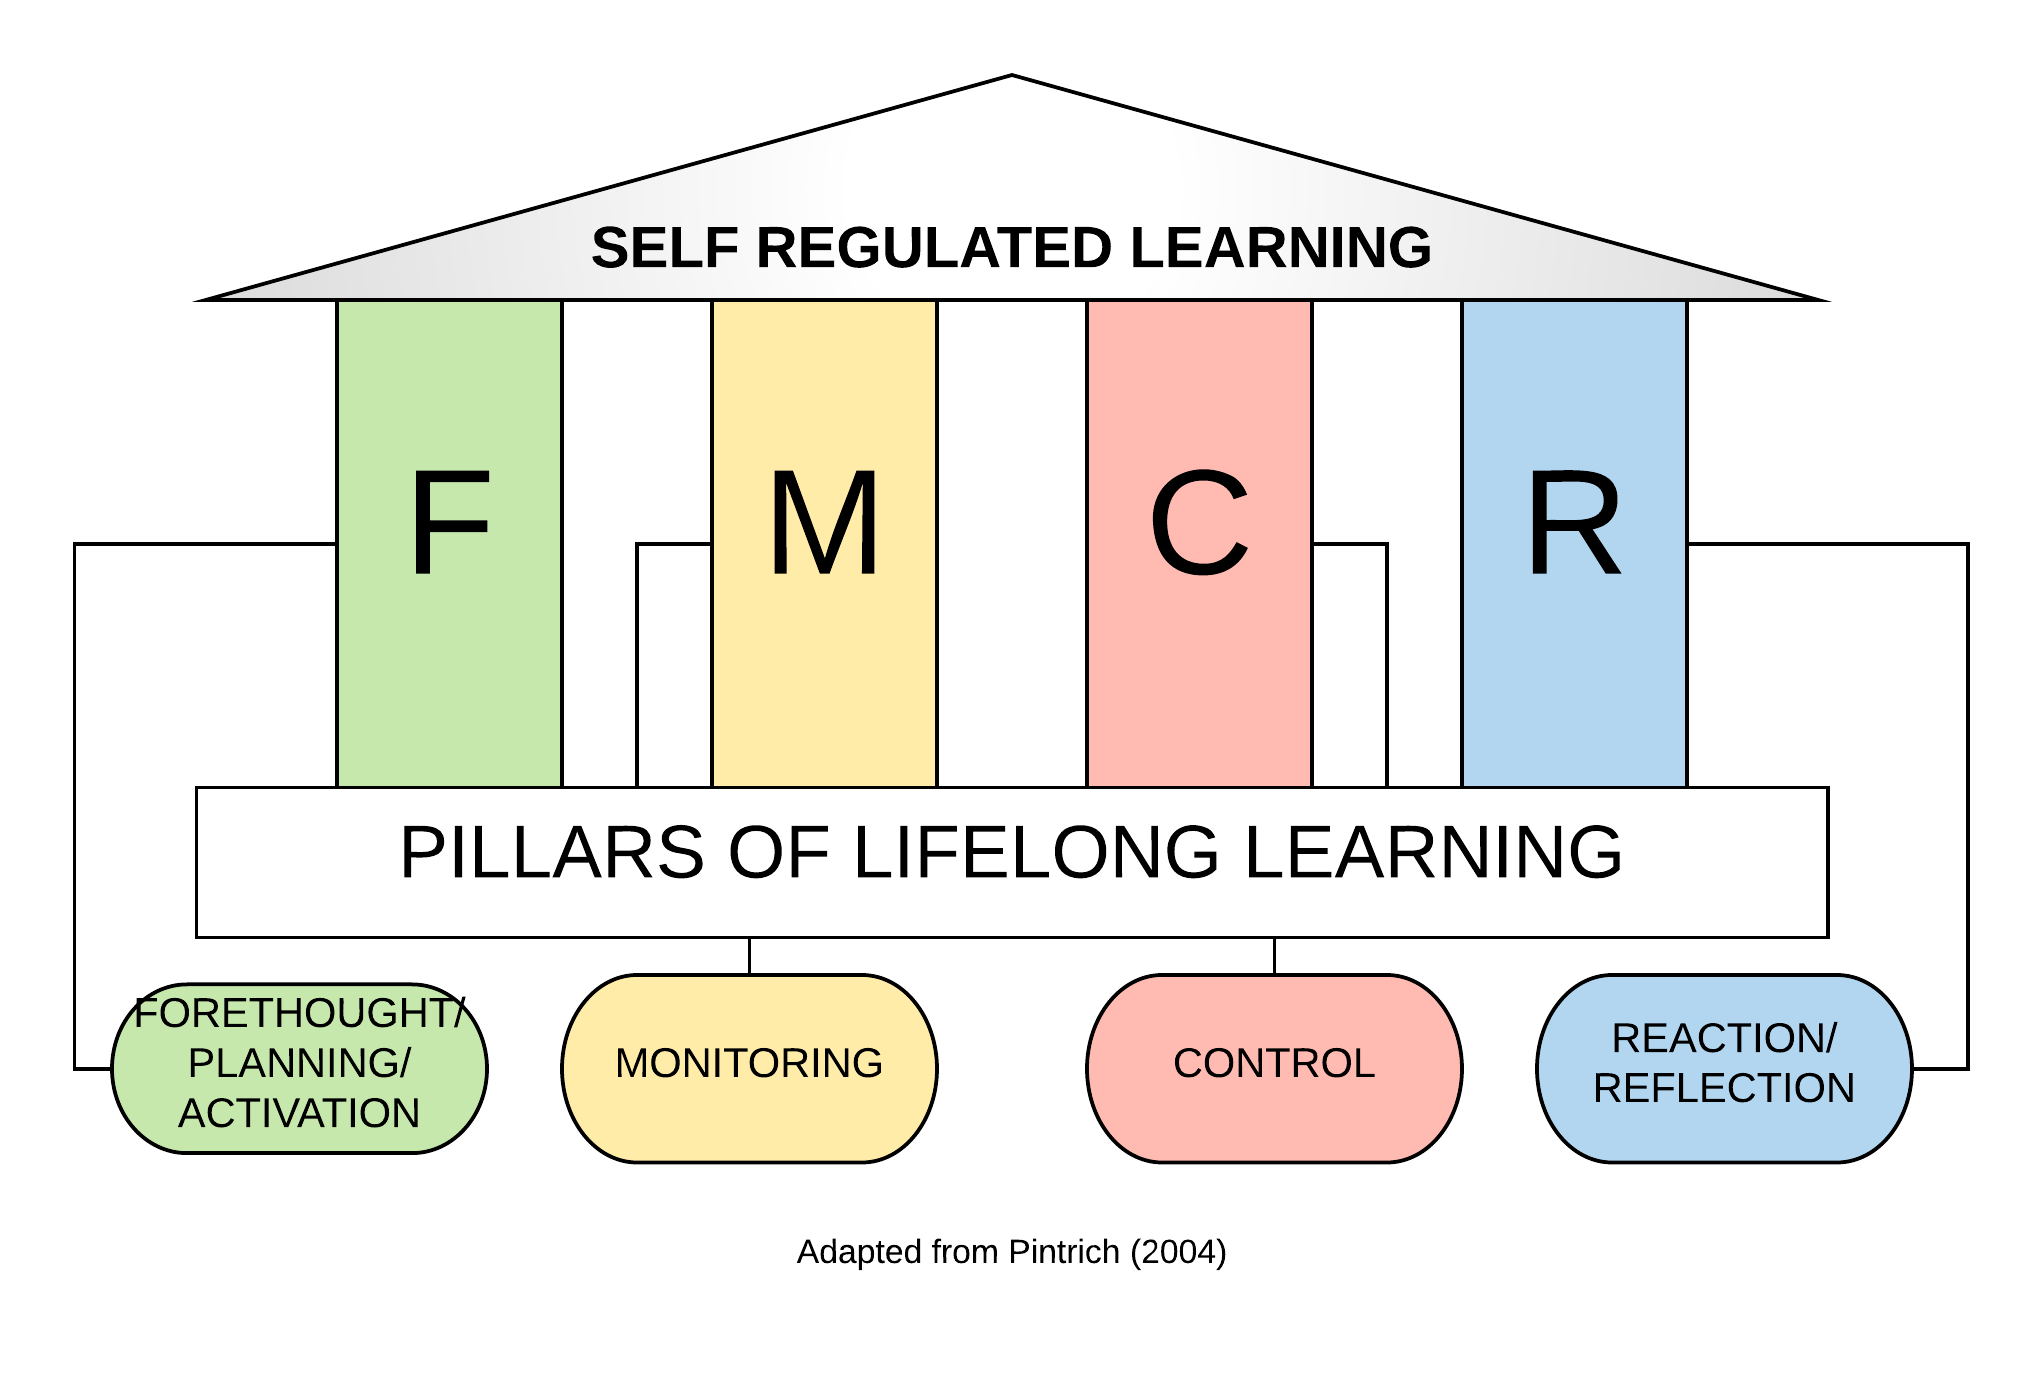 SELF REGULATED LEARNING
F
M
C
R
PILLARS OF LIFELONG LEARNING
FORETHOUGHT/
PLANNING/
ACTIVATION
MONITORING
CONTROL
REACTION/
REFLECTION
Adapted from Pintrich (2004)